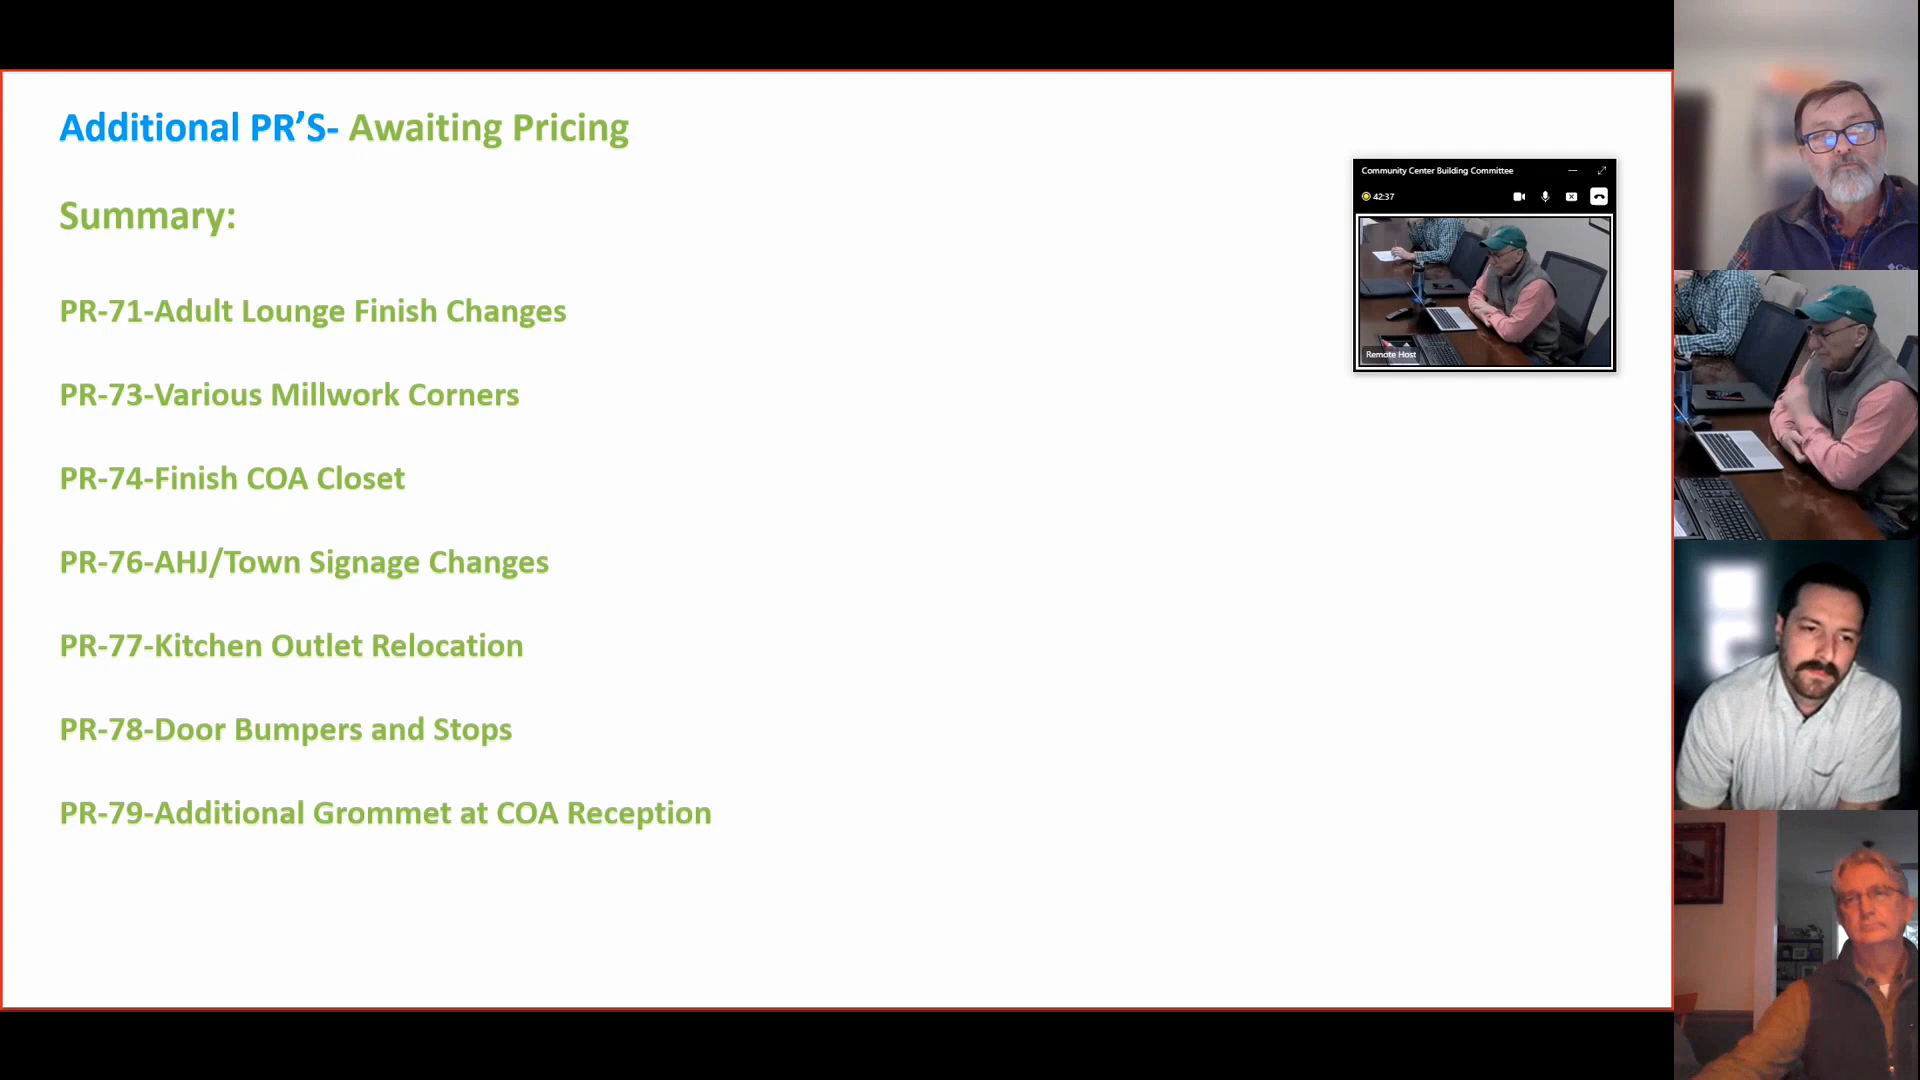 Additional PR’S- Awaiting Pricing
Summary:
PR-71-Adult Lounge Finish Changes
PR-73-Various Millwork Corners
PR-74-Finish COA Closet
PR-76-AHJ/Town Signage Changes
PR-77-Kitchen Outlet Relocation
PR-78-Door Bumpers and Stops
PR-79-Additional Grommet at COA Reception
Community Center Building Committee
42:37
Remote Host